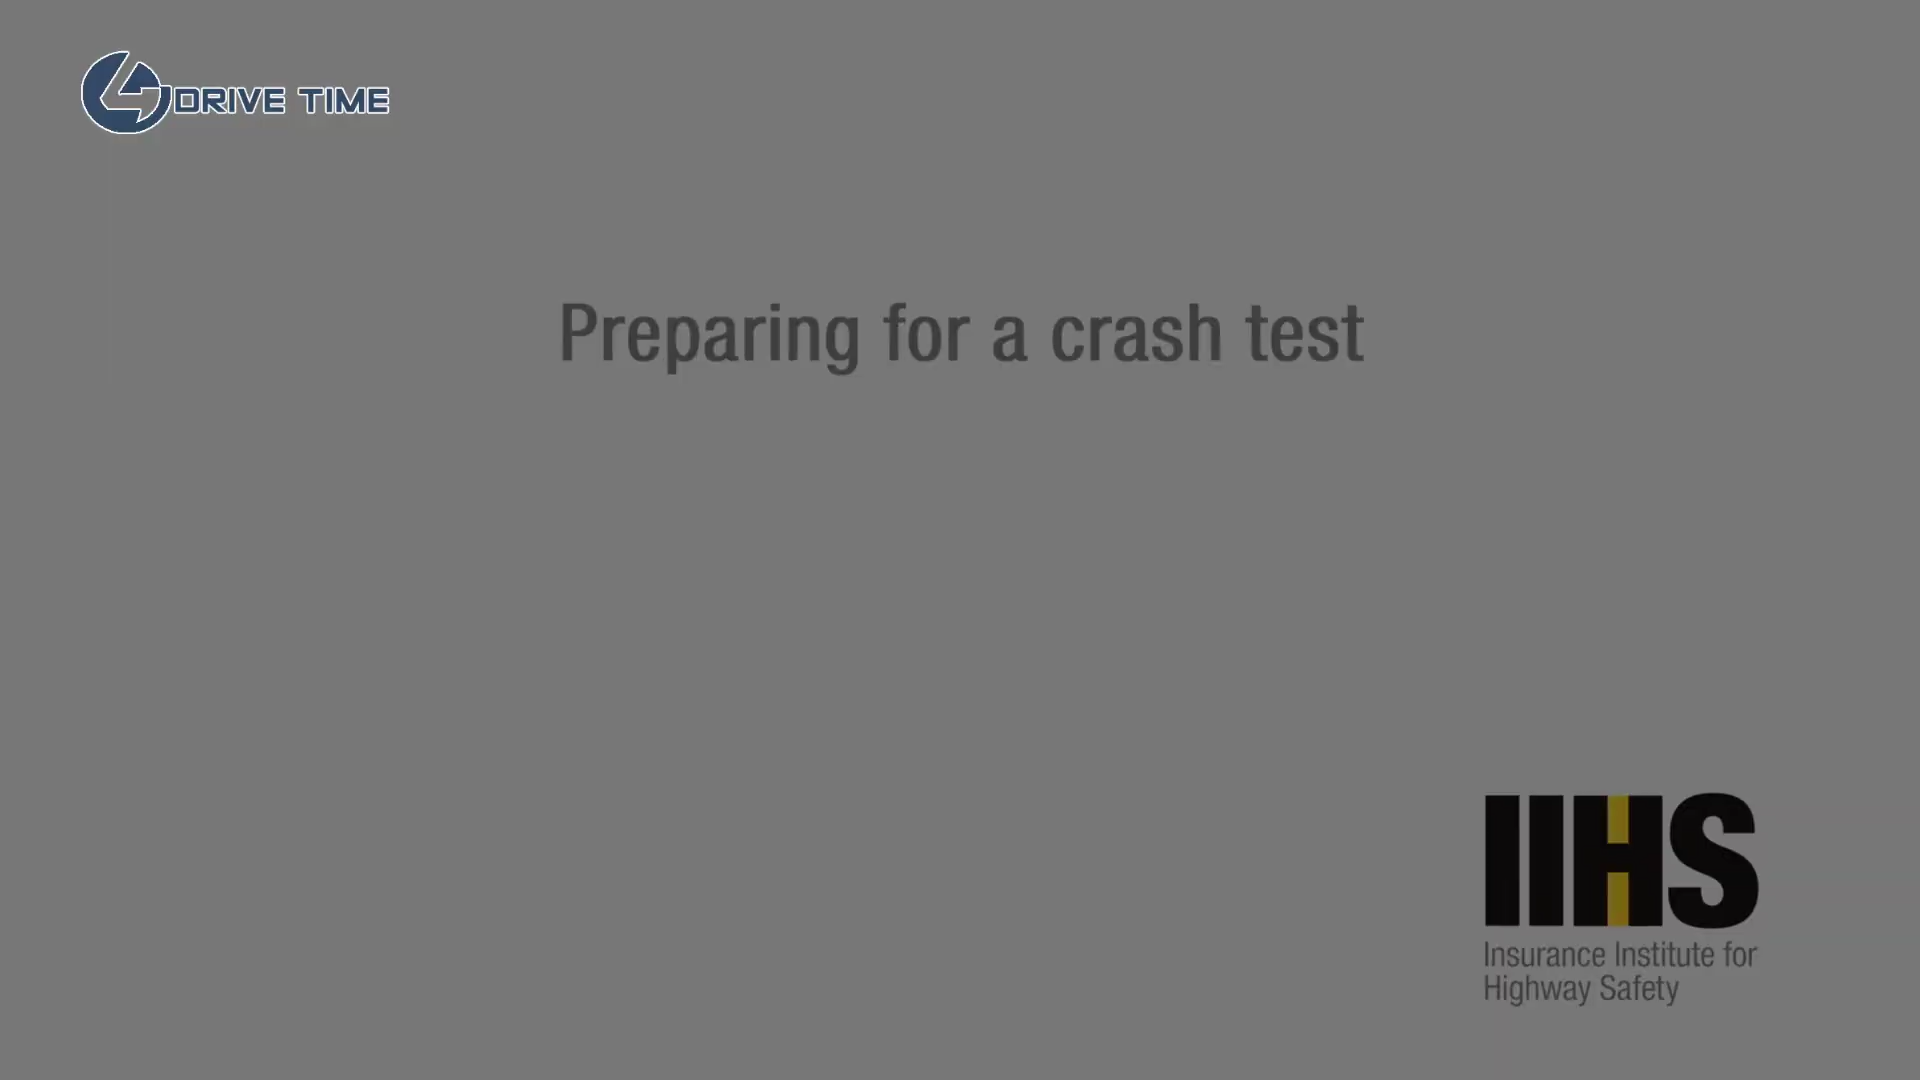 DRIVE TIME
Preparing for a crash test
IIHS
Insurance Institute for
Highway Safety